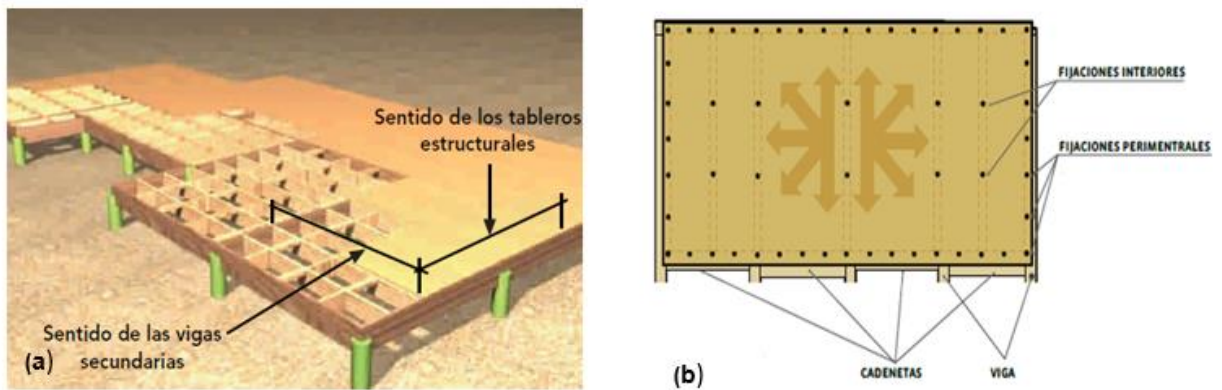 Sentido de los tableros
estructurales
Sentido de las vigas
secundarias
(a)
FIJACIONES INTERIORES
FIJACIONES PERIMENTRALES
CADENETAS
VIGA
(b)